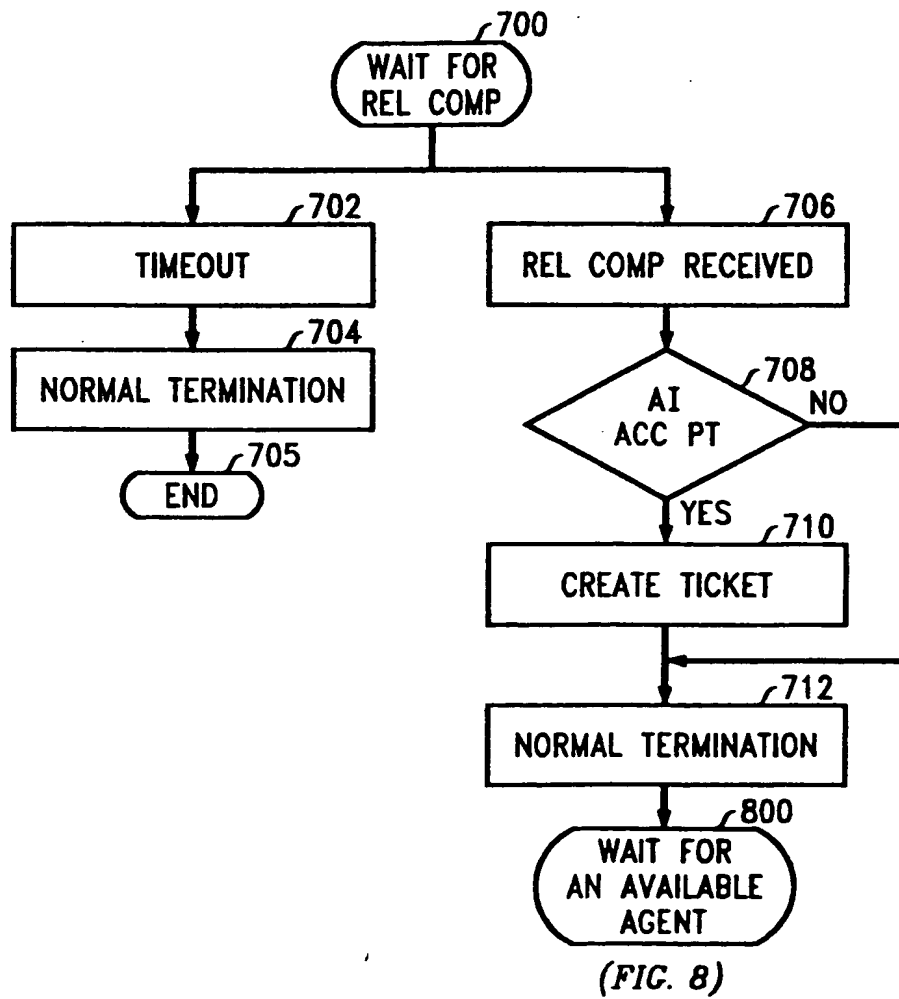 700
WAIT FOR
REL COMP
702
TIMEOUT
704
NORMAL TERMINATION
705
END
706
REL COMP RECEIVED
708
AI
ACC PT
NO
YES
710
CREATE TICKET
712
NORMAL TERMINATION
800
WAIT FOR
AN AVAILABLE
AGENT
(FIG. 8)